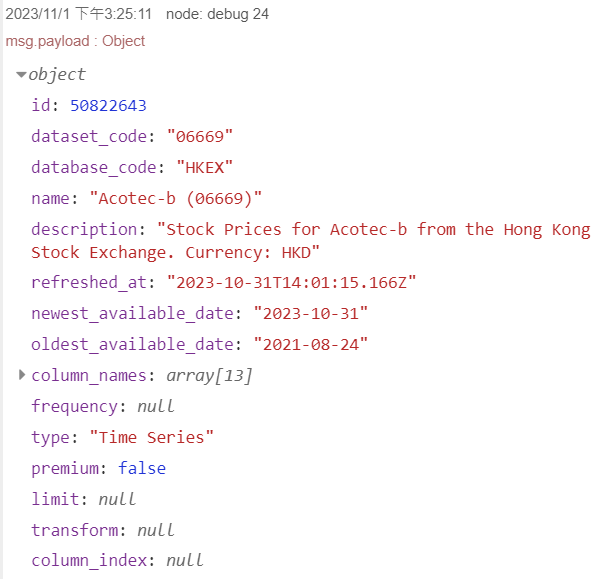 2023/11/1 下午3:25:11 node: debug 24
msg.payload : Object
object
id: 50822643
dataset_code: "06669"
database_code: "HKEX"
name: "Acotec-b (06669)"
description: "Stock Prices for Acotec-b from the Hong Kong
Stock Exchange. Currency: HKD"
refreshed_at: "2023-10-31T14:01:15.166Z"
newest_available_date: "2023-10-31"
oldest_available_date: "2021-08-24"
column_names: array[13]
frequency: null
type: "Time Series"
premium: false
limit: null
transform: null
column_index: null